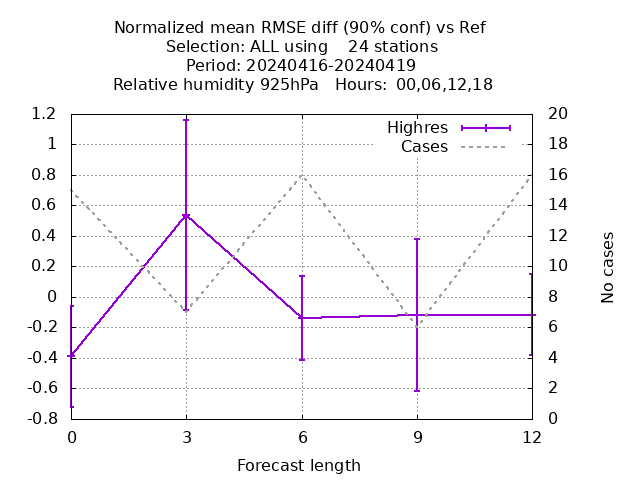 Normalized mean RMSE diff (90% conf) vs Ref
Selection: ALL using    24 stations
Period: 20240416-20240419
Relative humidity 925hPa   Hours: 00,06,12,18
Highres
Cases
1.2
1
0.8
0.6
0.4
0.2
0
-0.2
-0.4
-0.6
-0.8
20
18
16
14
12
10
8
6
4
2
0
No cases
0 3 6 9 12
Forecast length